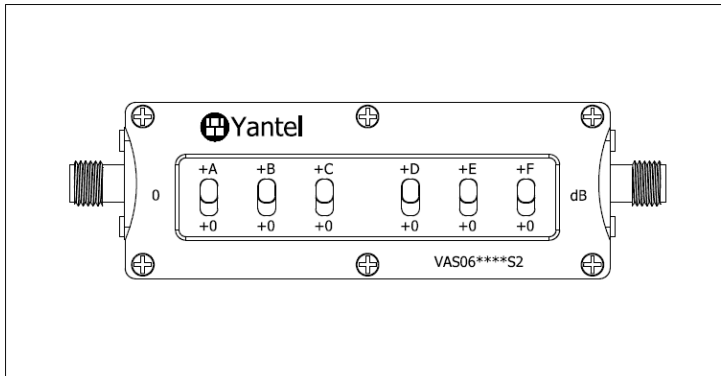 Yantel
+A +B +C +D +E +F
0 dB
+0 +0 +0 +0 +0 +0
VAS06****S2